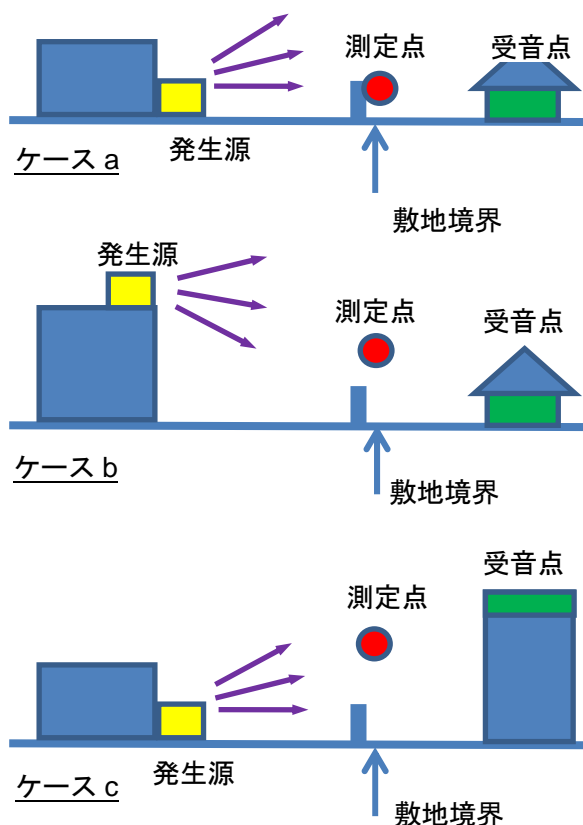 測定点
受音点
発生源
ケース a
敷地境界
発生源
測定点
受音点
ケース b
敷地境界
受音点
測定点
発生源
ケース c
敷地境界